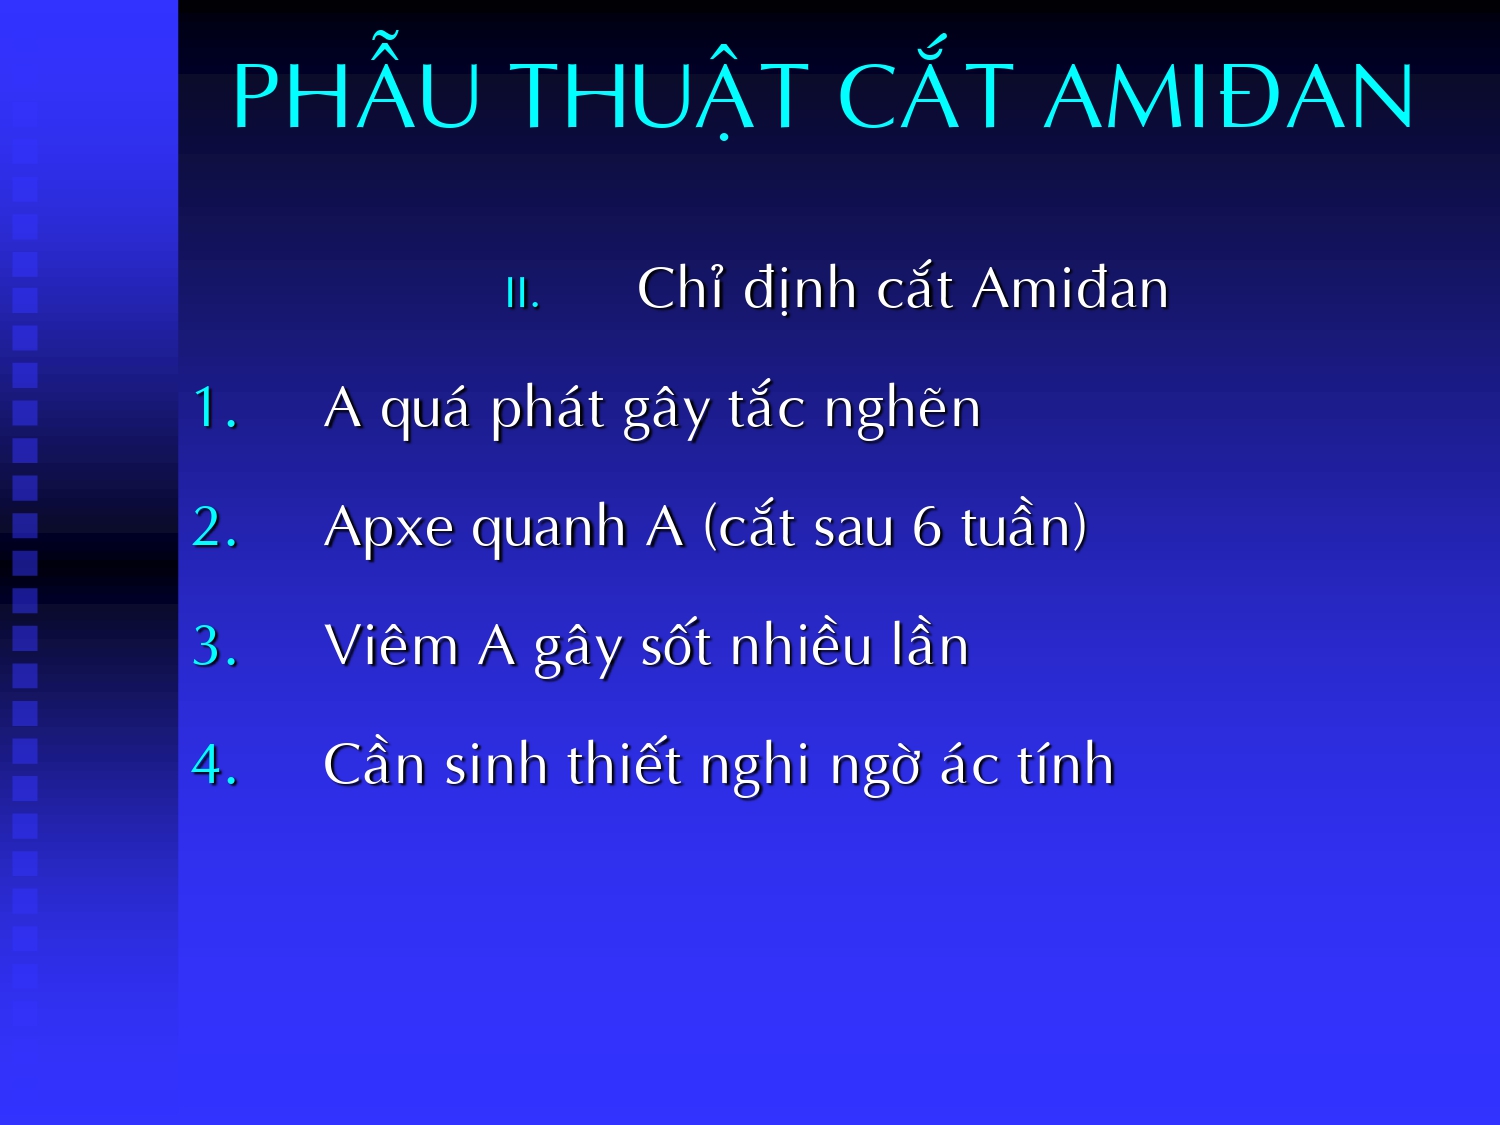 PHẪU THUẬT CẮT AMIĐAN
II. Chỉ định cắt Amiđan
1. A quá phát gây tắc nghẽn
2. Apxe quanh A (cắt sau 6 tuần)
3. Viêm A gây sốt nhiều lần
4. Cần sinh thiết nghi ngờ ác tính